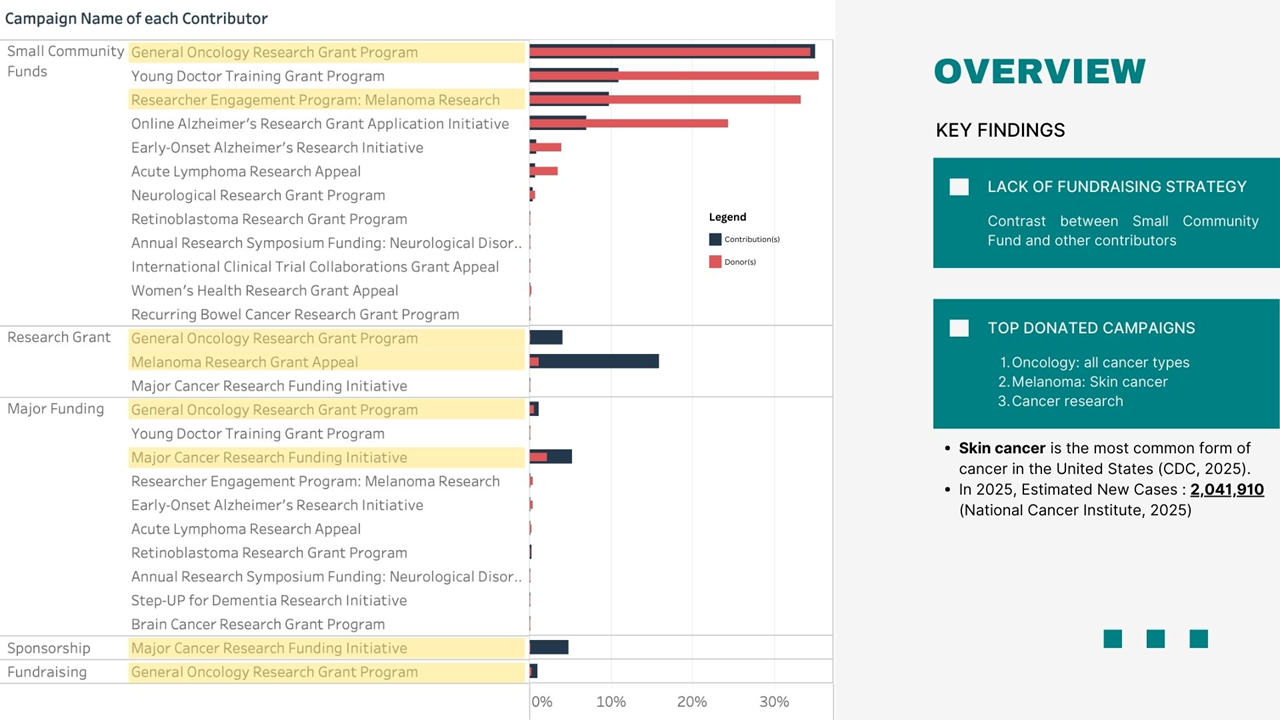 Campaign Name of each Contributor
Small Community Funds
General Oncology Research Grant Program
Young Doctor Training Grant Program
Researcher Engagement Program: Melanoma Research
Online Alzheimer's Research Grant Application Initiative
Early-Onset Alzheimer's Research Initiative
Acute Lymphoma Research Appeal
Neurological Research Grant Program
Retinoblastoma Research Grant Program
Annual Research Symposium Funding: Neurological Disor..
International Clinical Trial Collaborations Grant Appeal
Women's Health Research Grant Appeal
Recurring Bowel Cancer Research Grant Program
Research Grant
General Oncology Research Grant Program
Melanoma Research Grant Appeal
Major Cancer Research Funding Initiative
Major Funding
General Oncology Research Grant Program
Young Doctor Training Grant Program
Major Cancer Research Funding Initiative
Researcher Engagement Program: Melanoma Research
Early-Onset Alzheimer's Research Initiative
Acute Lymphoma Research Appeal
Retinoblastoma Research Grant Program
Annual Research Symposium Funding: Neurological Disor..
Step-UP for Dementia Research Initiative
Brain Cancer Research Grant Program
Sponsorship
Major Cancer Research Funding Initiative
Fundraising
General Oncology Research Grant Program
0% 10% 20% 30%
Legend
Contribution(s)
Donor(s)
OVERVIEW
KEY FINDINGS
LACK OF FUNDRAISING STRATEGY
Contrast between Small Community
Fund and other contributors
TOP DONATED CAMPAIGNS
1. Oncology: all cancer types
2. Melanoma: Skin cancer
3. Cancer research
• Skin cancer is the most common form of
cancer in the United States (CDC, 2025).
• In 2025, Estimated New Cases : 2,041,910
(National Cancer Institute, 2025)